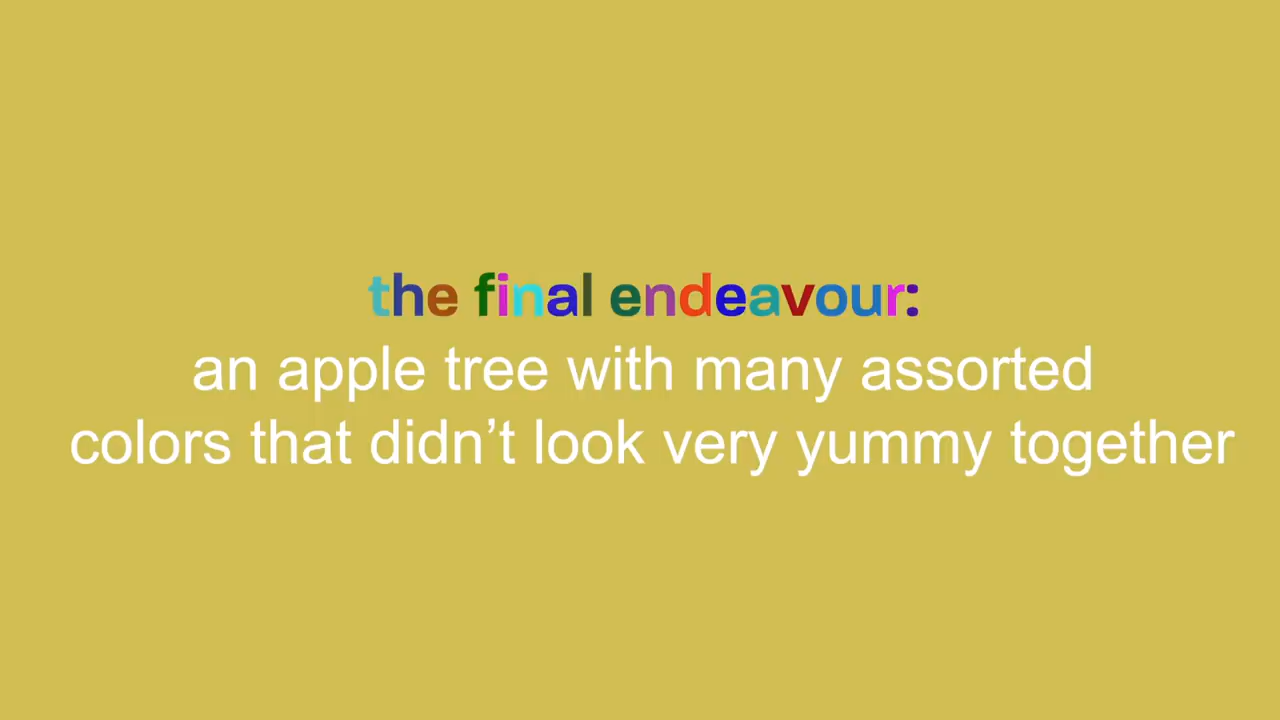 the final endeavour:
an apple tree with many assorted
colors that didn’t look very yummy together